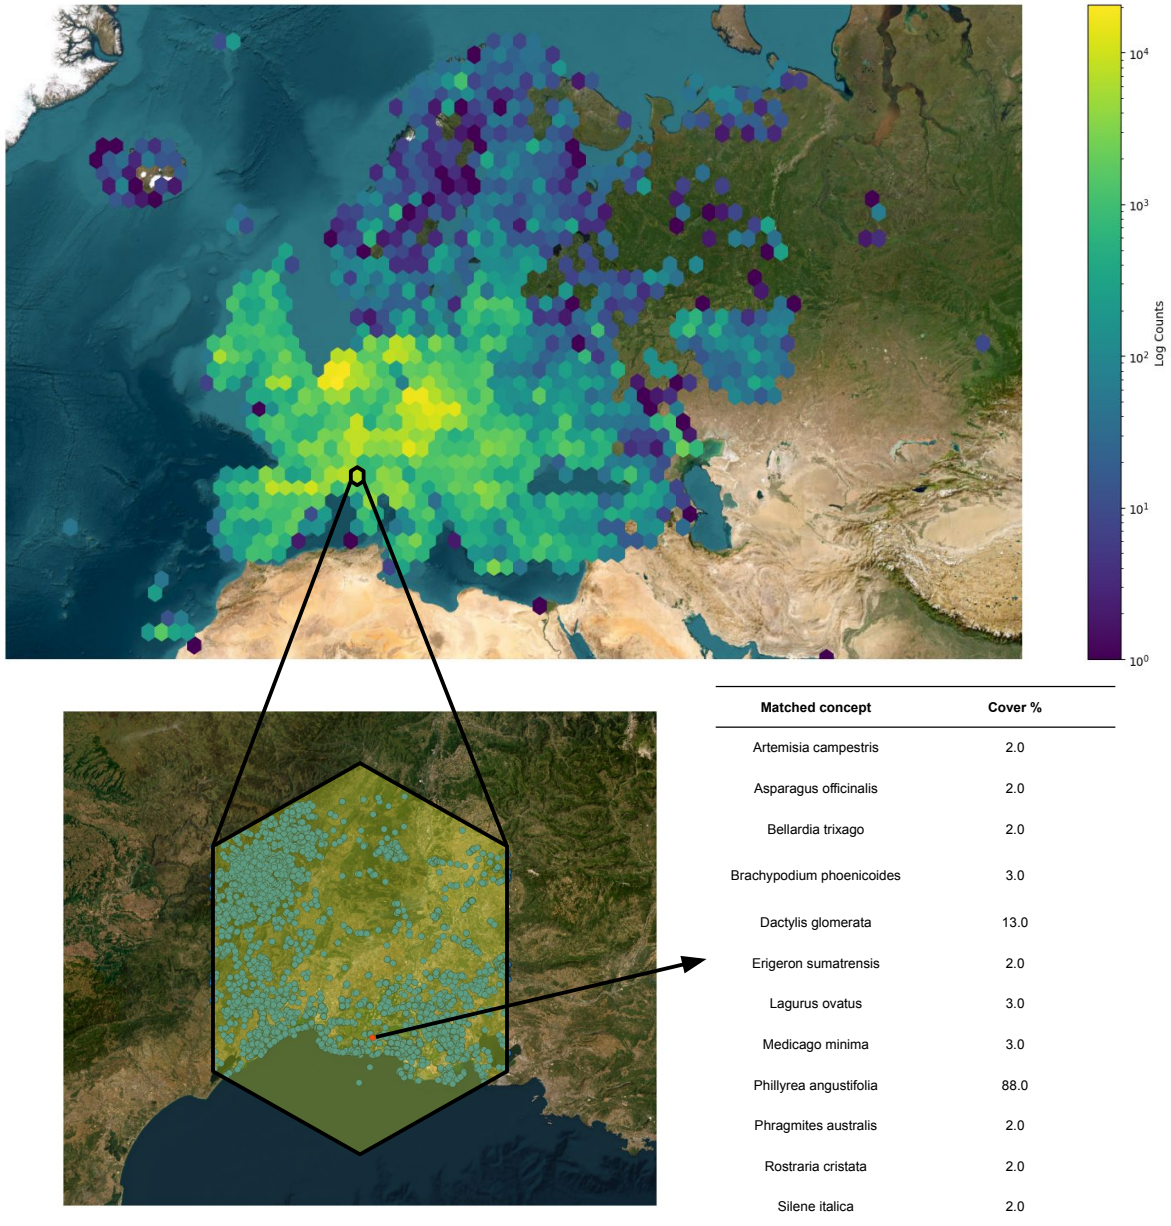 10⁴
10³
10²
10¹
10⁰
Log Counts
Matched concept Cover %
Artemisia campestris 2.0
Asparagus officinalis 2.0
Bellardia trixago 2.0
Brachypodium phoenicoides 3.0
Dactylis glomerata 13.0
Erigeron sumatrensis 2.0
Lagurus ovatus 3.0
Medicago minima 3.0
Phillyrea angustifolia 88.0
Phragmites australis 2.0
Rostraria cristata 2.0
Silene italica 2.0